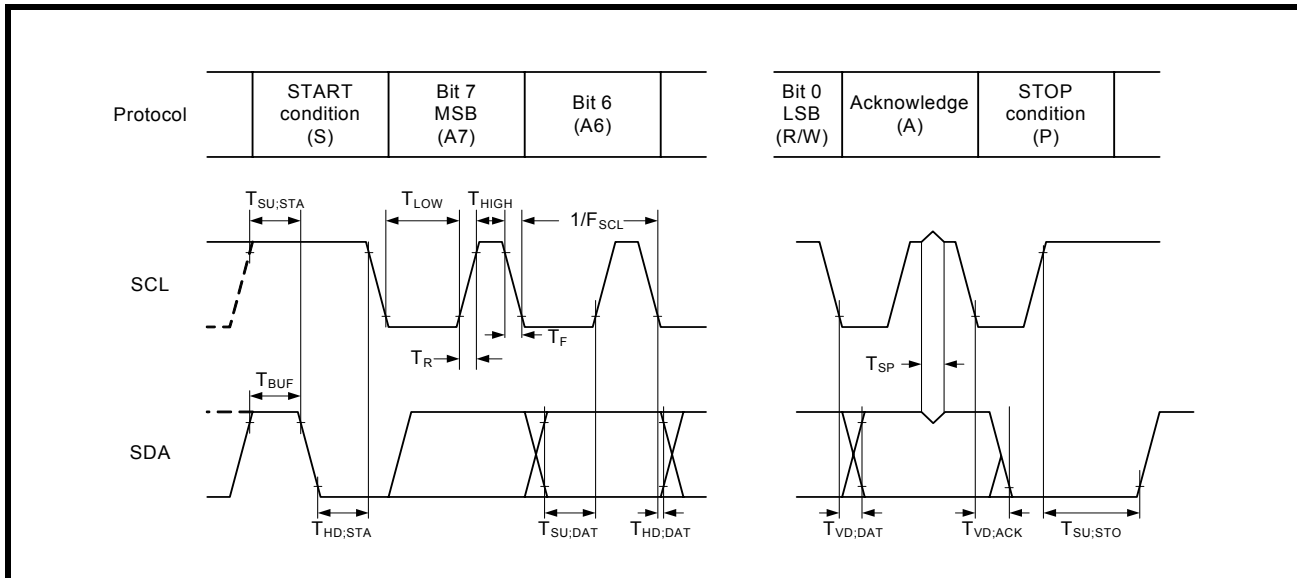 Protocol
START
condition
(S)
Bit 7
MSB
(A7)
Bit 6
(A6)
Bit 0
LSB
(R/W)
Acknowledge
(A)
STOP
condition
(P)
TSU;STA
TLOW
THIGH
1/FSCL
SCL
TR
TF
TSP
TBUF
SDA
THD;STA
TSU;DAT
THD;DAT
TVD;DAT
TVD;ACK
TSU;STO